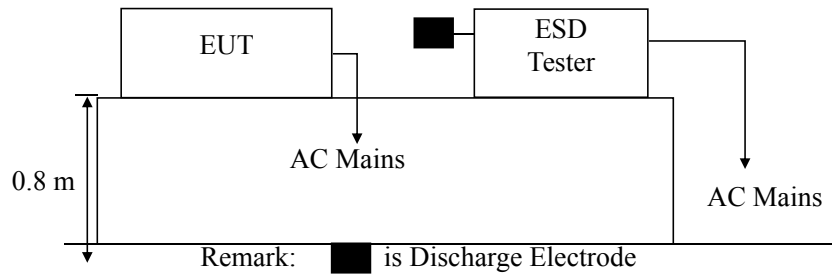 EUT
ESD
Tester
AC Mains
0.8 m
AC Mains
Remark: is Discharge Electrode